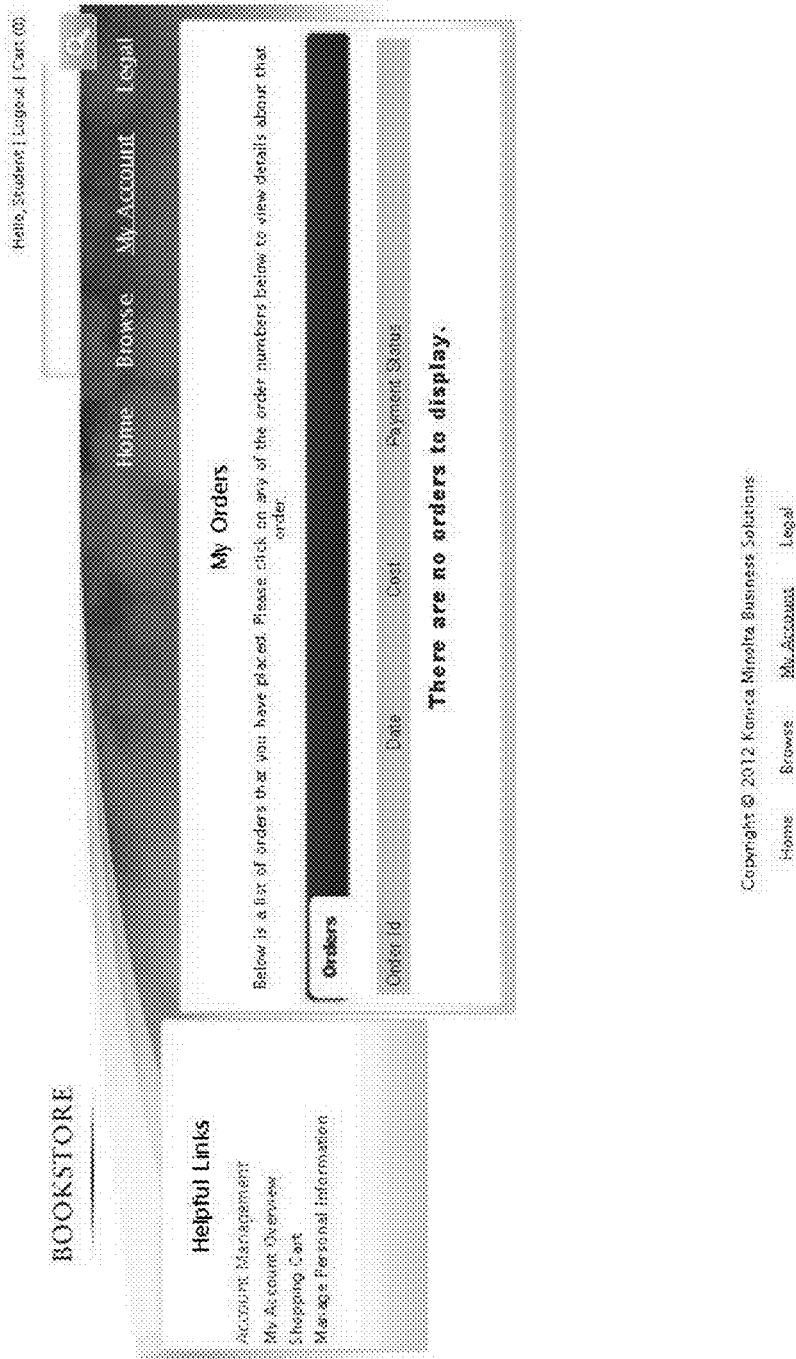 Hello, Student | Logout | Cart (0)
BOOKSTORE
Home Browse My Account Legal
Helpful Links
Account Management
My Account Overview
Shopping Cart
Manage Personal Information
My Orders
Below is a list of orders that you have placed. Please click on any of the order numbers below to view details about that
order.
Orders
Order Id Date Cost Payment Status
There are no orders to display.
Copyright © 2012 Konica Minolta Business Solutions
Home Browse My Account Legal